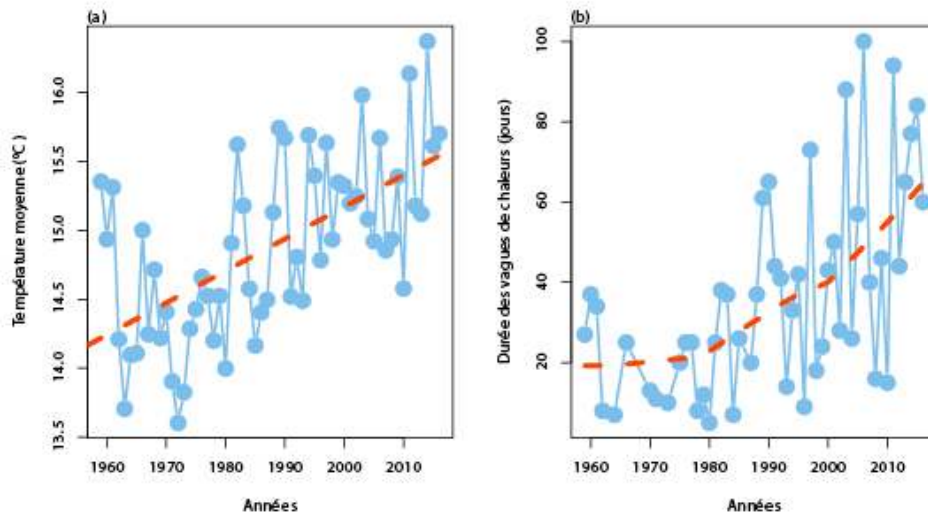 (a)
Température moyenne (°C)
16.0
15.5
15.0
14.5
14.0
13.5
1960 1970 1980 1990 2000 2010
Années
(b)
Durée des vagues de chaleurs (jours)
100
80
60
40
20
1960 1970 1980 1990 2000 2010
Années